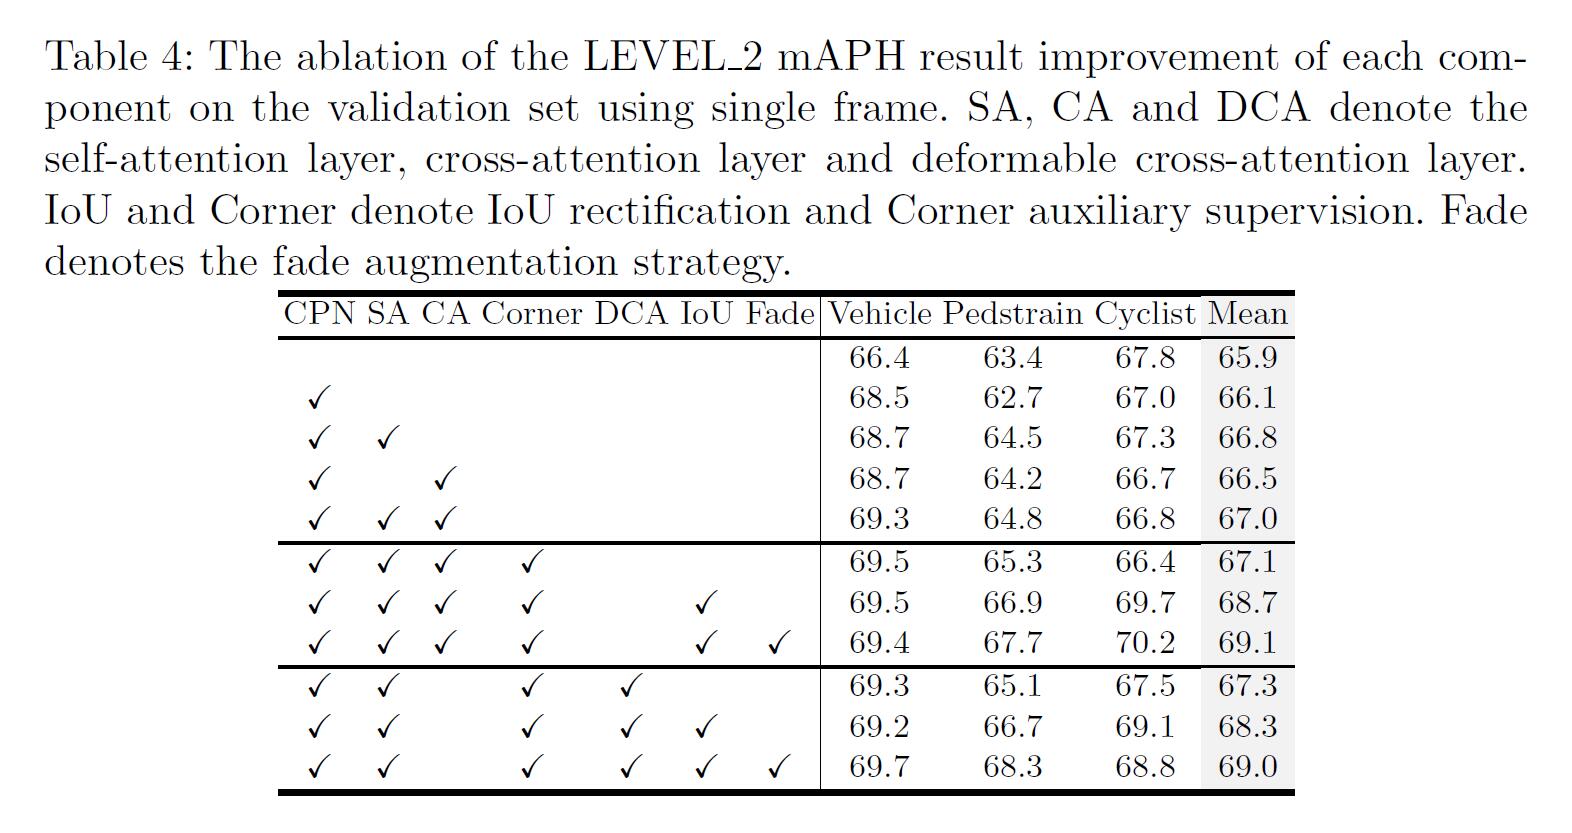 Table 4: The ablation of the LEVEL_2 mAPH result improvement of each com-
ponent on the validation set using single frame. SA, CA and DCA denote the
self-attention layer, cross-attention layer and deformable cross-attention layer.
IoU and Corner denote IoU rectification and Corner auxiliary supervision. Fade
denotes the fade augmentation strategy.
CPN SA CA Corner DCA IoU Fade Vehicle Pedstrain Cyclist Mean
66.4 63.4 67.8 65.9
✓ 68.5 62.7 67.0 66.1
✓ ✓ 68.7 64.5 67.3 66.8
✓ ✓ 68.7 64.2 66.7 66.5
✓ ✓ ✓ 69.3 64.8 66.8 67.0
✓ ✓ ✓ ✓ 69.5 65.3 66.4 67.1
✓ ✓ ✓ ✓ ✓ 69.5 66.9 69.7 68.7
✓ ✓ ✓ ✓ ✓ ✓ 69.4 67.7 70.2 69.1
✓ ✓ ✓ ✓ 69.3 65.1 67.5 67.3
✓ ✓ ✓ ✓ ✓ 69.2 66.7 69.1 68.3
✓ ✓ ✓ ✓ ✓ ✓ 69.7 68.3 68.8 69.0